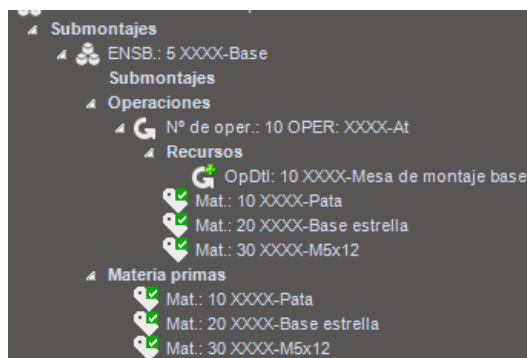 Submontajes
ENSB.: 5 XXXX-Base
Submontajes
Operaciones
Nº de oper.: 10 OPER: XXXX-At
Recursos
OpDtl: 10 XXXX-Mesa de montaje base
Mat.: 10 XXXX-Pata
Mat.: 20 XXXX-Base estrella
Mat.: 30 XXXX-M5x12
Materia primas
Mat.: 10 XXXX-Pata
Mat.: 20 XXXX-Base estrella
Mat.: 30 XXXX-M5x12